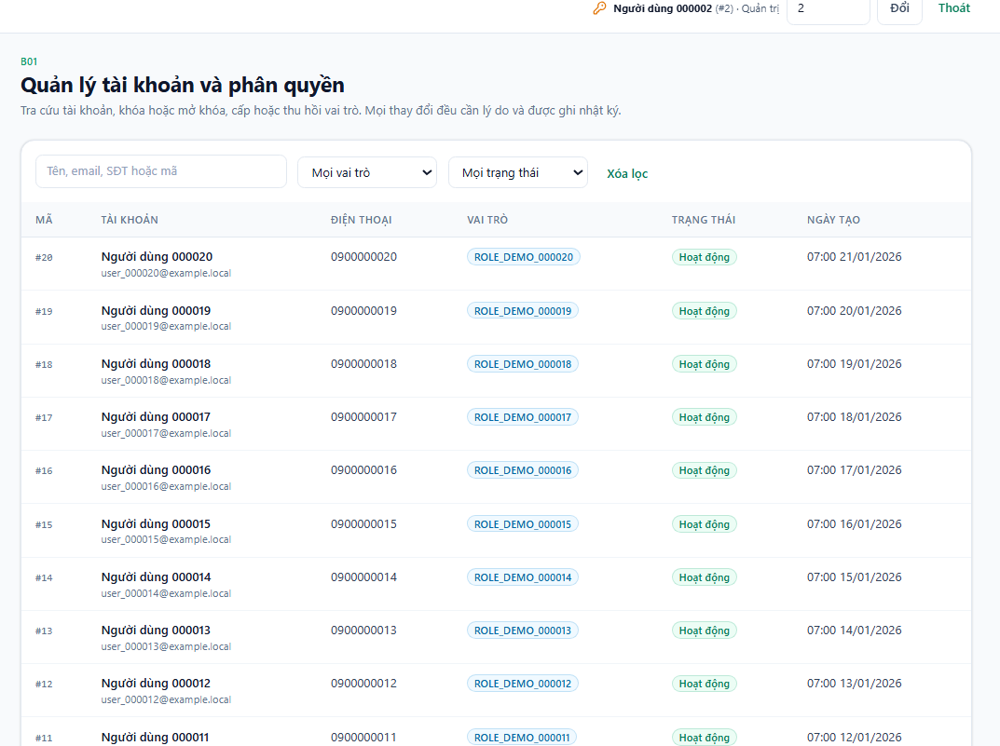 Người dùng 000002 (#2) · Quản trị 2 Đổi Thoát
B01
Quản lý tài khoản và phân quyền
Tra cứu tài khoản, khóa hoặc mở khóa, cấp hoặc thu hồi vai trò. Mọi thay đổi đều cần lý do và được ghi nhật ký.
Tên, email, SĐT hoặc mã Mọi vai trò Mọi trạng thái Xóa lọc
MÃ TÀI KHOẢN ĐIỆN THOẠI VAI TRÒ TRẠNG THÁI NGÀY TẠO
#20 Người dùng 000020 0900000020 ROLE_DEMO_000020 Hoạt động 07:00 21/01/2026
user_000020@example.local
#19 Người dùng 000019 0900000019 ROLE_DEMO_000019 Hoạt động 07:00 20/01/2026
user_000019@example.local
#18 Người dùng 000018 0900000018 ROLE_DEMO_000018 Hoạt động 07:00 19/01/2026
user_000018@example.local
#17 Người dùng 000017 0900000017 ROLE_DEMO_000017 Hoạt động 07:00 18/01/2026
user_000017@example.local
#16 Người dùng 000016 0900000016 ROLE_DEMO_000016 Hoạt động 07:00 17/01/2026
user_000016@example.local
#15 Người dùng 000015 0900000015 ROLE_DEMO_000015 Hoạt động 07:00 16/01/2026
user_000015@example.local
#14 Người dùng 000014 0900000014 ROLE_DEMO_000014 Hoạt động 07:00 15/01/2026
user_000014@example.local
#13 Người dùng 000013 0900000013 ROLE_DEMO_000013 Hoạt động 07:00 14/01/2026
user_000013@example.local
#12 Người dùng 000012 0900000012 ROLE_DEMO_000012 Hoạt động 07:00 13/01/2026
user_000012@example.local
#11 Người dùng 000011 0900000011 ROLE_DEMO_000011 Hoạt động 07:00 12/01/2026